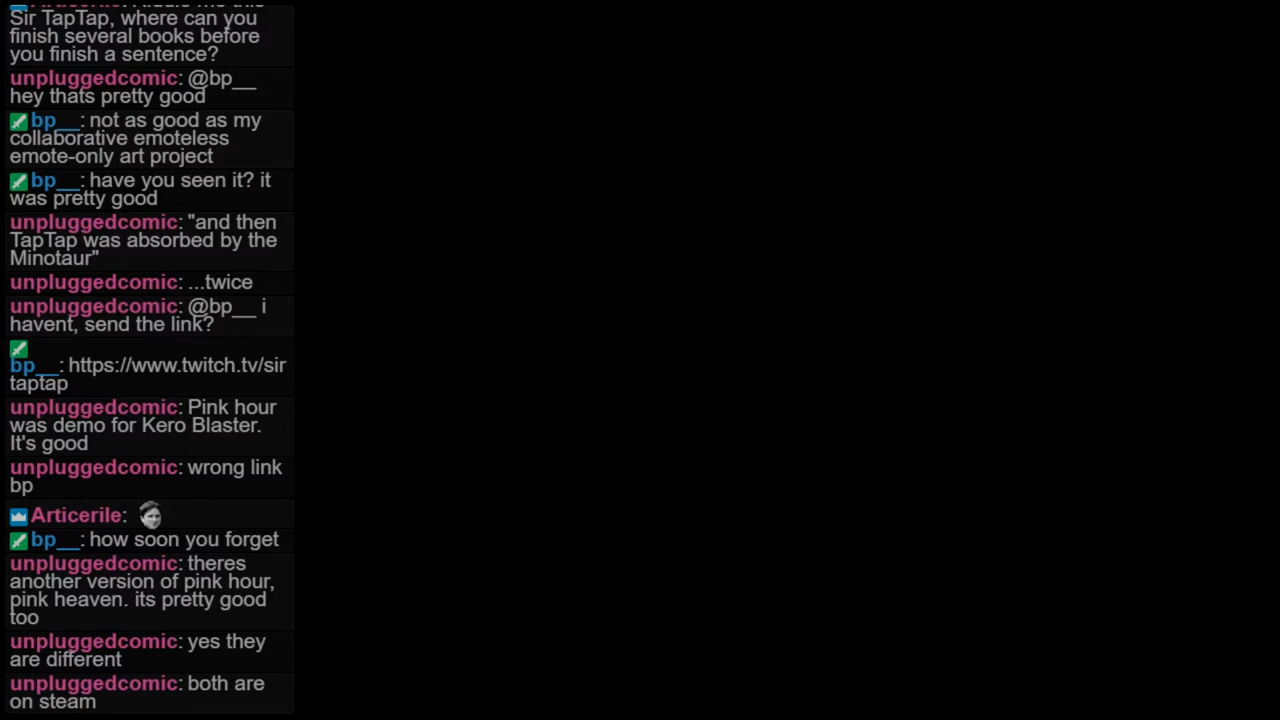 Sir TapTap, where can you
finish several books before
you finish a sentence?
unpluggedcomic: @bp__
hey thats pretty good
bp__: not as good as my
collaborative emoteless
emote-only art project
bp__: have you seen it? it
was pretty good
unpluggedcomic: "and then
TapTap was absorbed by the
Minotaur"
unpluggedcomic: ...twice
unpluggedcomic: @bp__ i
havent, send the link?
bp__: https://www.twitch.tv/sir
taptap
unpluggedcomic: Pink hour
was demo for Kero Blaster.
It's good
unpluggedcomic: wrong link
bp
Articerile:
bp__: how soon you forget
unpluggedcomic: theres
another version of pink hour,
pink heaven. its pretty good
too
unpluggedcomic: yes they
are different
unpluggedcomic: both are
on steam